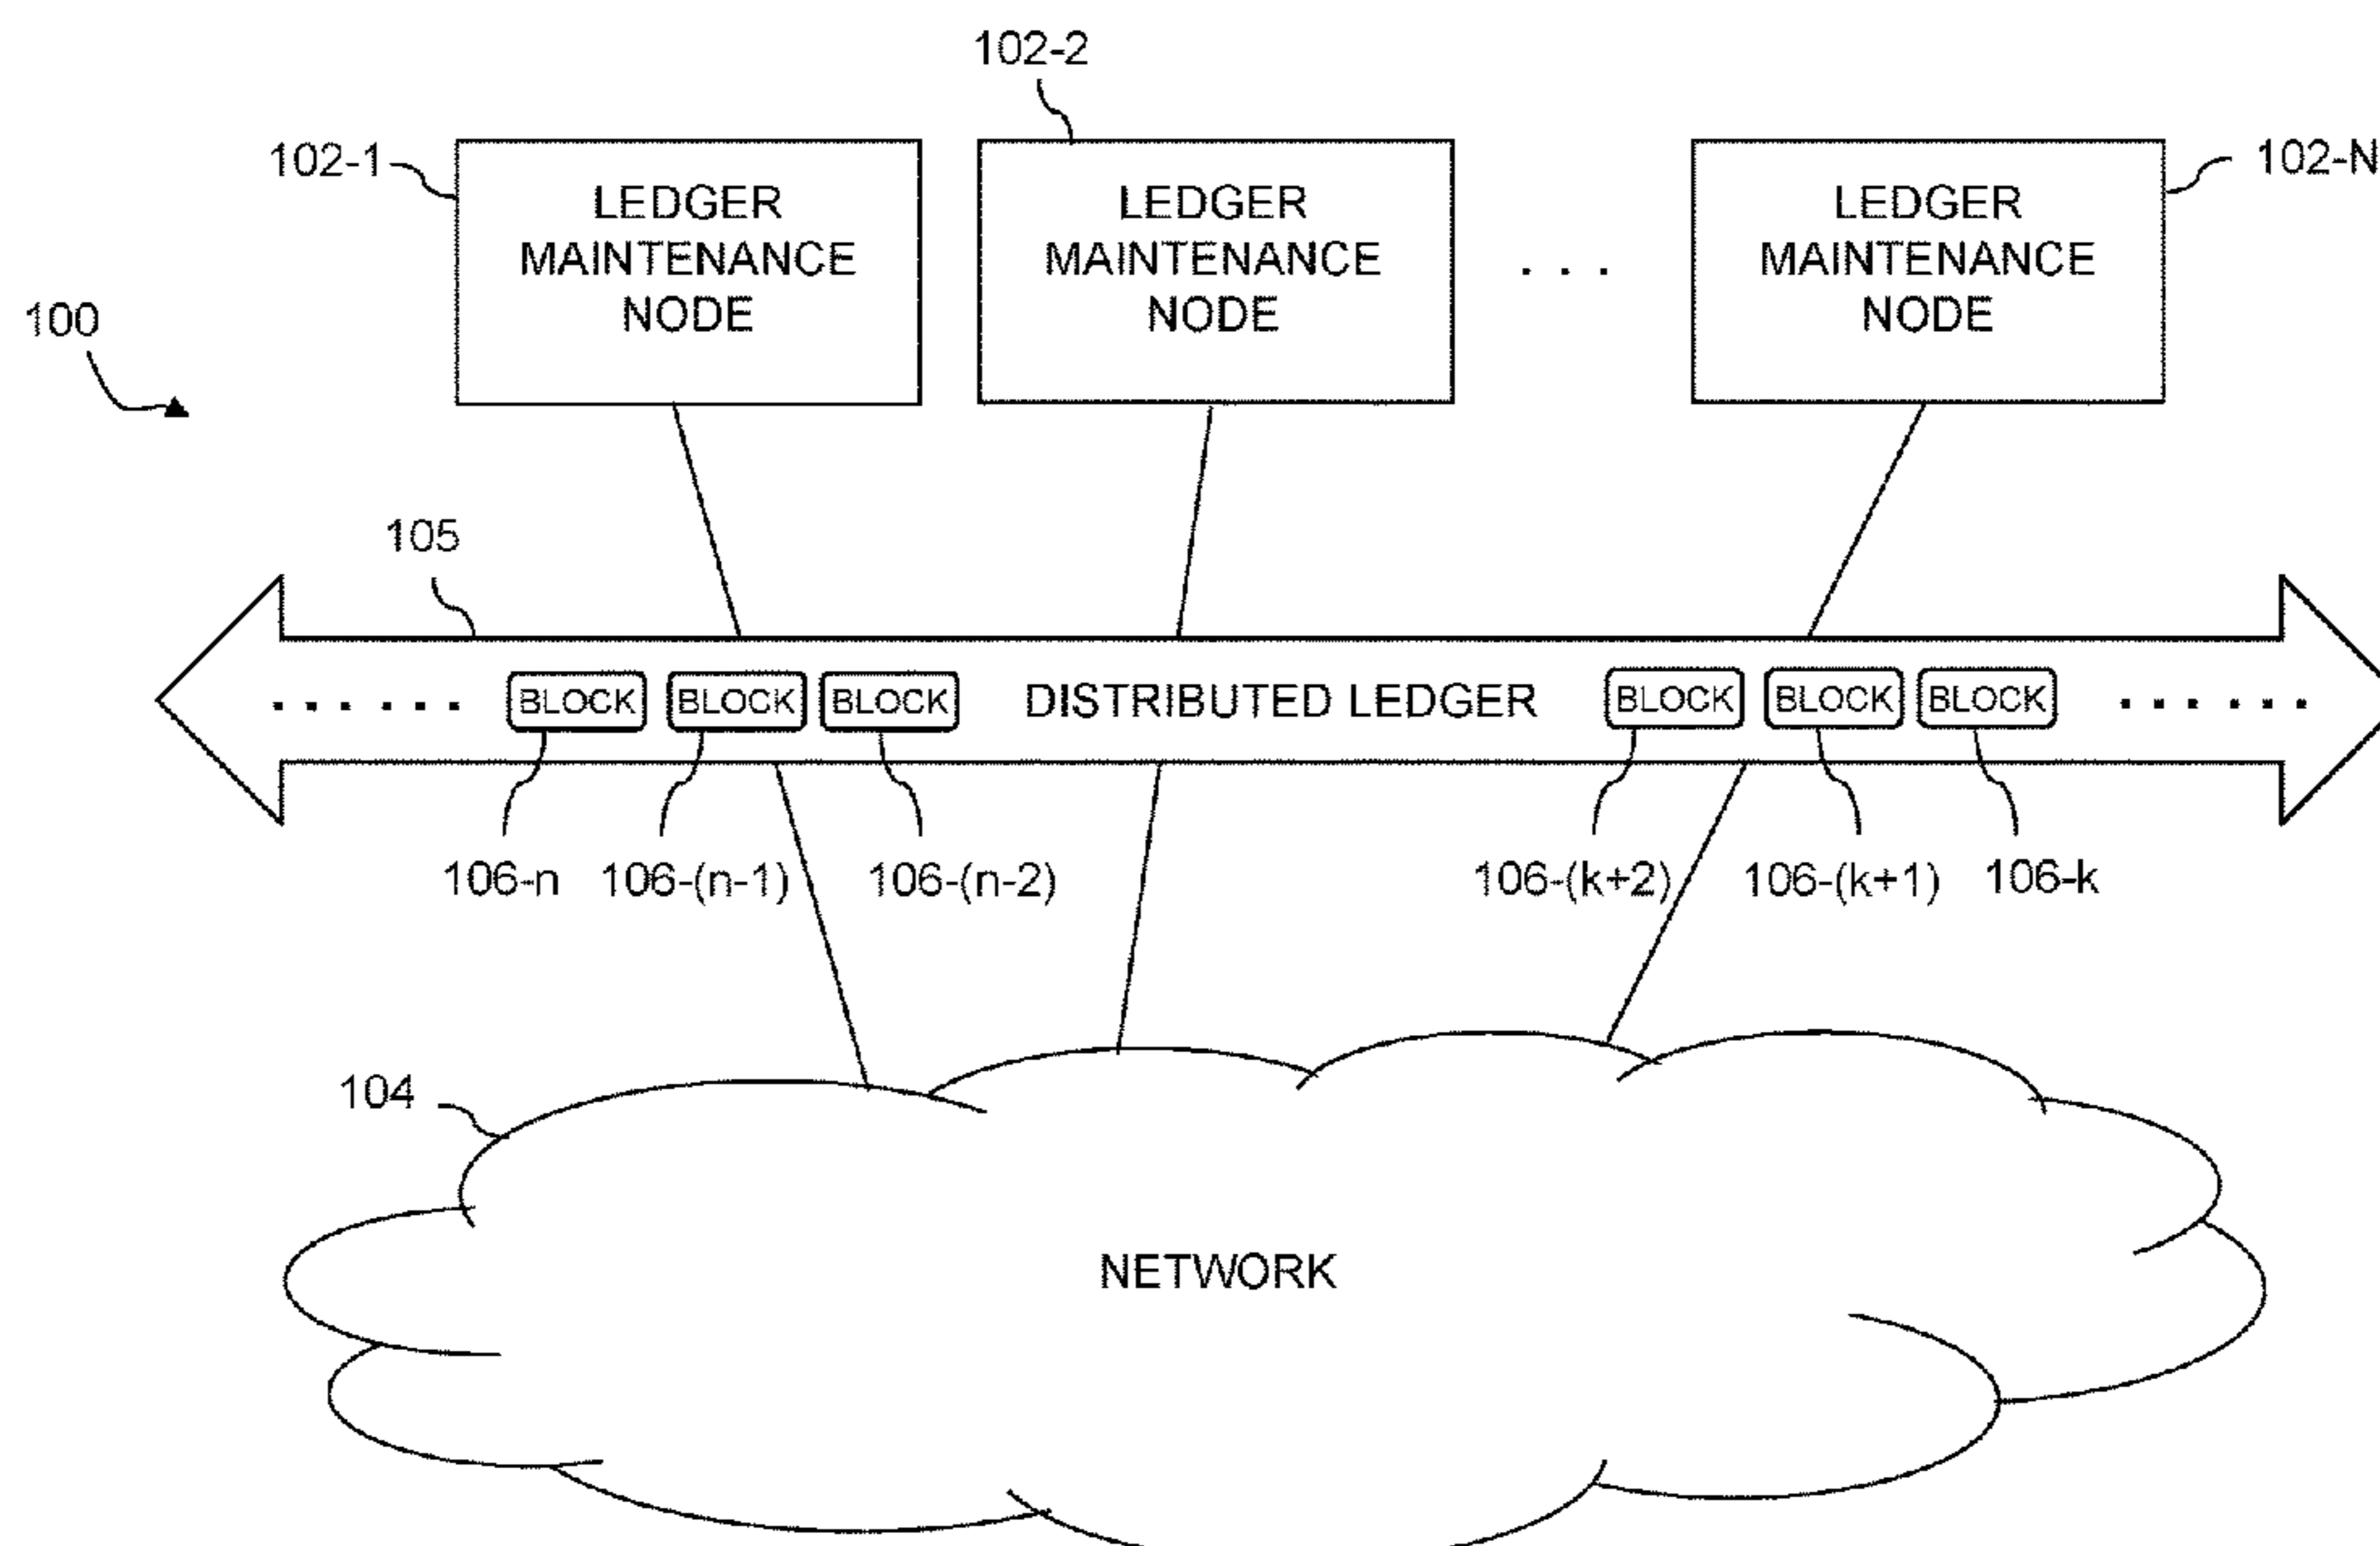 102-2
102-1
102-N
LEDGER
MAINTENANCE
NODE
LEDGER
MAINTENANCE
NODE
. . .
LEDGER
MAINTENANCE
NODE
100
105
...... BLOCK BLOCK BLOCK DISTRIBUTED LEDGER BLOCK BLOCK BLOCK ......
106-n 106-(n-1) 106-(n-2) 106-(k+2) 106-(k+1) 106-k
104
NETWORK